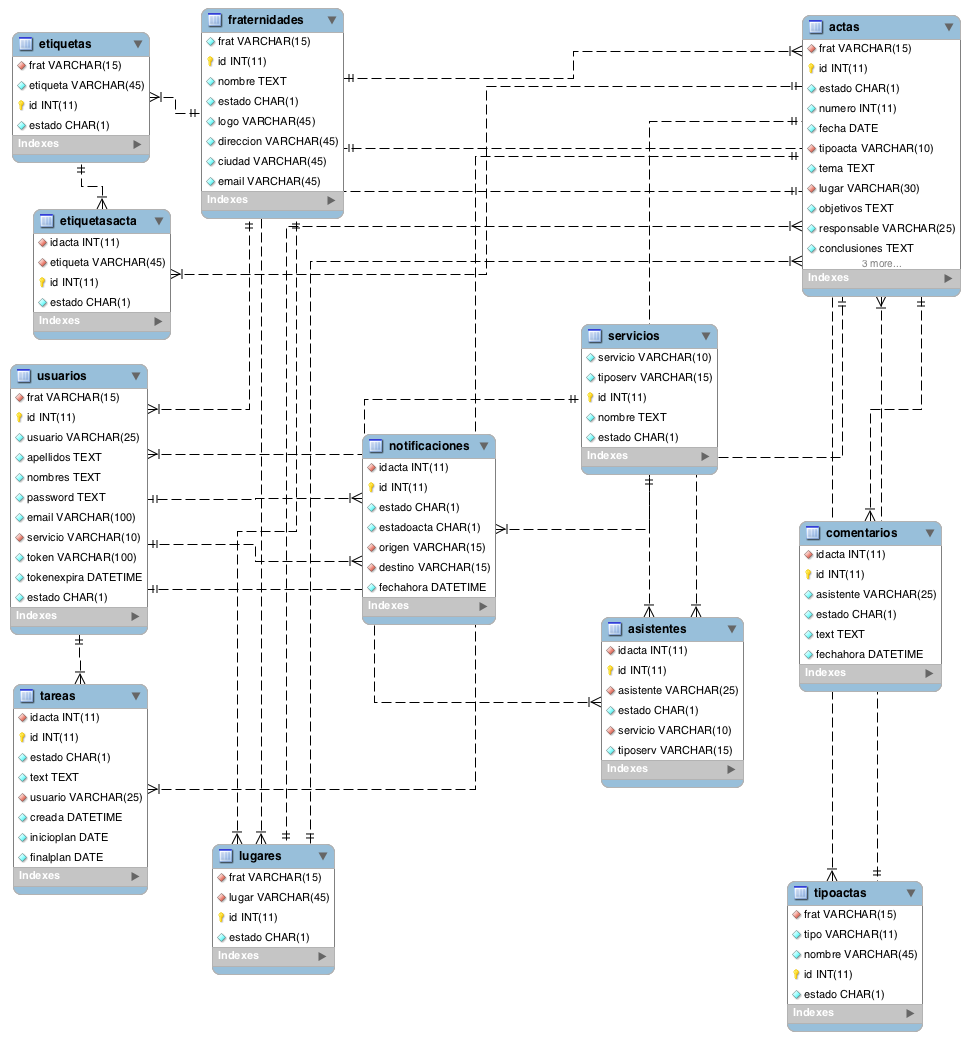 etiquetas
frat VARCHAR(15)
etiqueta VARCHAR(45)
id INT(11)
estado CHAR(1)
Indexes
fraternidades
frat VARCHAR(15)
id INT(11)
nombre TEXT
estado CHAR(1)
logo VARCHAR(45)
direccion VARCHAR(45)
ciudad VARCHAR(45)
email VARCHAR(45)
Indexes
actas
frat VARCHAR(15)
id INT(11)
estado CHAR(1)
numero INT(11)
fecha DATE
tipoacta VARCHAR(10)
tema TEXT
lugar VARCHAR(30)
objetivos TEXT
responsable VARCHAR(25)
conclusiones TEXT
3 more...
Indexes
etiquetasacta
idacta INT(11)
etiqueta VARCHAR(45)
id INT(11)
estado CHAR(1)
Indexes
servicios
servicio VARCHAR(10)
tiposerv VARCHAR(15)
id INT(11)
nombre TEXT
estado CHAR(1)
Indexes
usuarios
frat VARCHAR(15)
id INT(11)
usuario VARCHAR(25)
apellidos TEXT
nombres TEXT
password TEXT
email VARCHAR(100)
servicio VARCHAR(10)
token VARCHAR(100)
tokenexpira DATETIME
estado CHAR(1)
Indexes
notificaciones
idacta INT(11)
id INT(11)
estado CHAR(1)
estadoacta CHAR(1)
origen VARCHAR(15)
destino VARCHAR(15)
fechahora DATETIME
Indexes
comentarios
idacta INT(11)
id INT(11)
asistente VARCHAR(25)
estado CHAR(1)
text TEXT
fechahora DATETIME
Indexes
asistentes
idacta INT(11)
id INT(11)
asistente VARCHAR(25)
estado CHAR(1)
servicio VARCHAR(10)
tiposerv VARCHAR(15)
Indexes
tareas
idacta INT(11)
id INT(11)
estado CHAR(1)
text TEXT
usuario VARCHAR(25)
creada DATETIME
inicioplan DATE
finalplan DATE
Indexes
lugares
frat VARCHAR(15)
lugar VARCHAR(45)
id INT(11)
estado CHAR(1)
Indexes
tipoactas
frat VARCHAR(15)
tipo VARCHAR(11)
nombre VARCHAR(45)
id INT(11)
estado CHAR(1)
Indexes